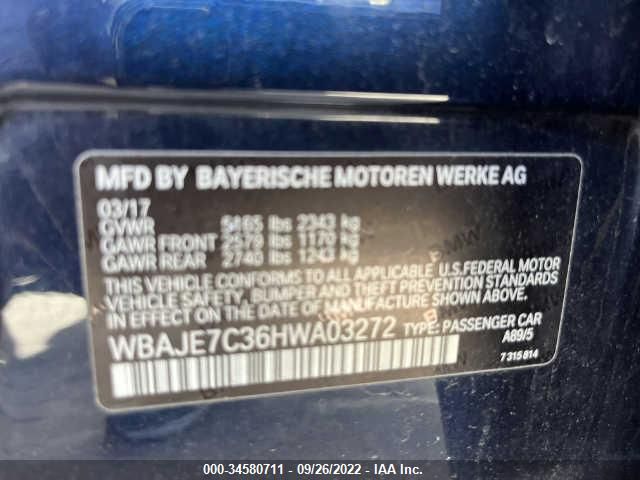 MFD BY BAYERISCHE MOTOREN WERKE AG
03/17
GVWR 5165 lbs 2343 kg
GAWR FRONT 2579 lbs 1170 kg
GAWR REAR 2740 lbs 1243 kg
THIS VEHICLE CONFORMS TO ALL APPLICABLE U.S.FEDERAL MOTOR
VEHICLE SAFETY, BUMPER, AND THEFT PREVENTION STANDARDS
IN EFFECT ON THE DATE OF MANUFACTURE SHOWN ABOVE.
WBAJE7C36HWA03272 TYPE: PASSENGER CAR
A89/5
7315814
000-34580711 - 09/26/2022 - IAA Inc.